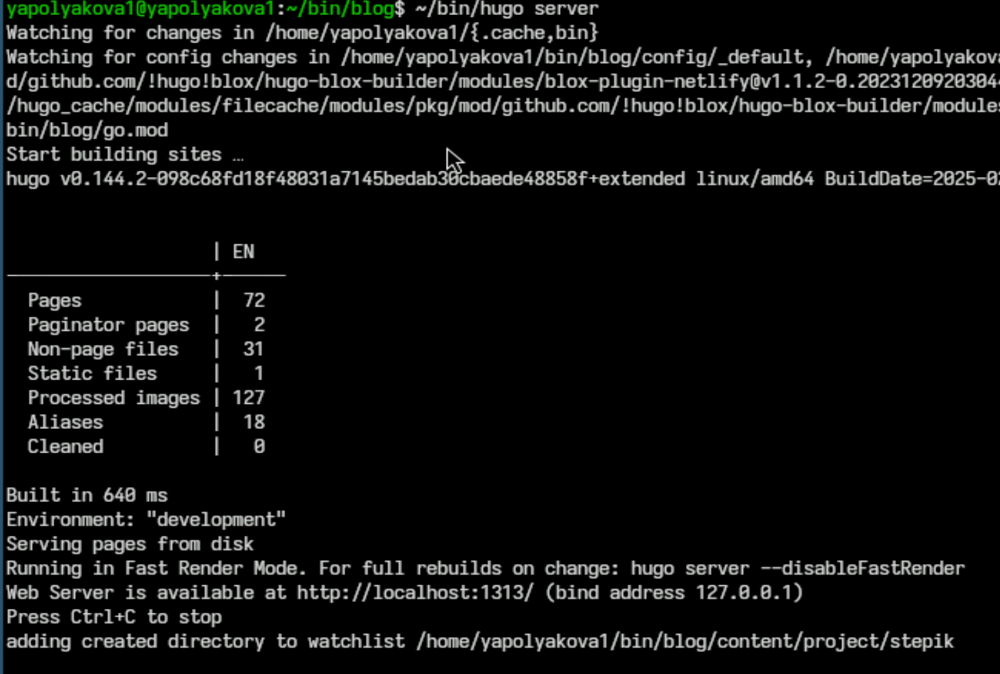 yapolyakova1@yapolyakova1:~/bin/blog$ ~/bin/hugo server
Watching for changes in /home/yapolyakova1/{.cache,bin}
Watching for config changes in /home/yapolyakova1/bin/blog/config/_default, /home/yapolyakova
d/github.com/!hugo!blox/hugo-blox-builder/modules/blox-plugin-netlify@v1.1.2-0.2023120920304
/hugo_cache/modules/filecache/modules/pkg/mod/github.com/!hugo!blox/hugo-blox-builder/modules
bin/blog/go.mod
Start building sites …
hugo v0.144.2-098c68fd18f48031a7145bedab30cbaede48858f+extended linux/amd64 BuildDate=2025-02
| EN
Pages | 72
Paginator pages | 2
Non-page files | 31
Static files | 1
Processed images | 127
Aliases | 18
Cleaned | 0
Built in 640 ms
Environment: "development"
Serving pages from disk
Running in Fast Render Mode. For full rebuilds on change: hugo server --disableFastRender
Web Server is available at http://localhost:1313/ (bind address 127.0.0.1)
Press Ctrl+C to stop
adding created directory to watchlist /home/yapolyakova1/bin/blog/content/project/stepik